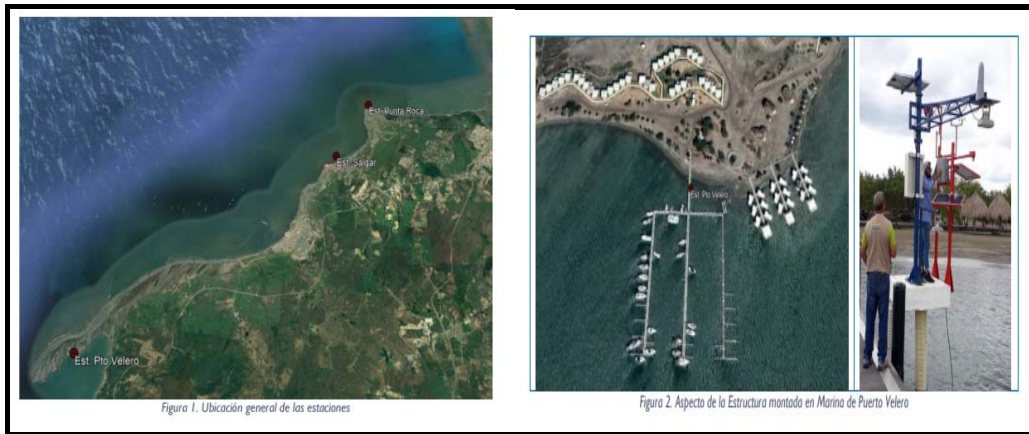 Est. Punta Roca
Est. Salgar
Est. Pto Velero
Figura 1. Ubicación general de las estaciones
Est. Pto Velero
Figura 2. Aspecto de la Estructura montada en Marina de Puerto Velero